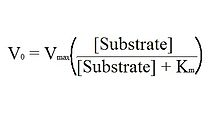 V₀ = Vₘₐₓ([Substrate] / [Substrate] + Kₘ)